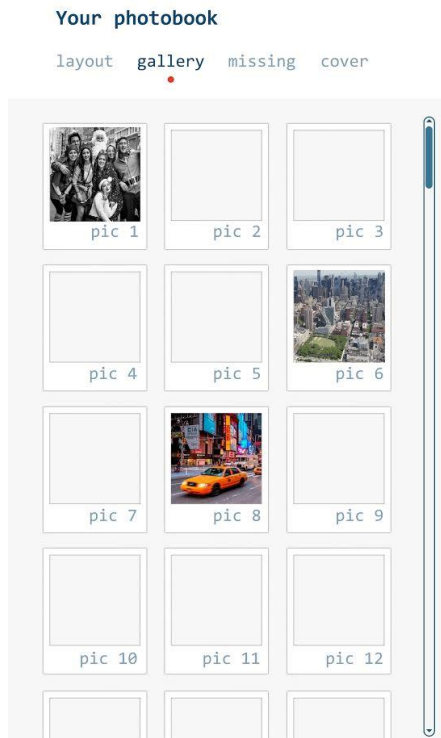 Your photobook
layout gallery missing cover
pic 1 pic 2 pic 3
pic 4 pic 5 pic 6
pic 7 pic 8 pic 9
pic 10 pic 11 pic 12